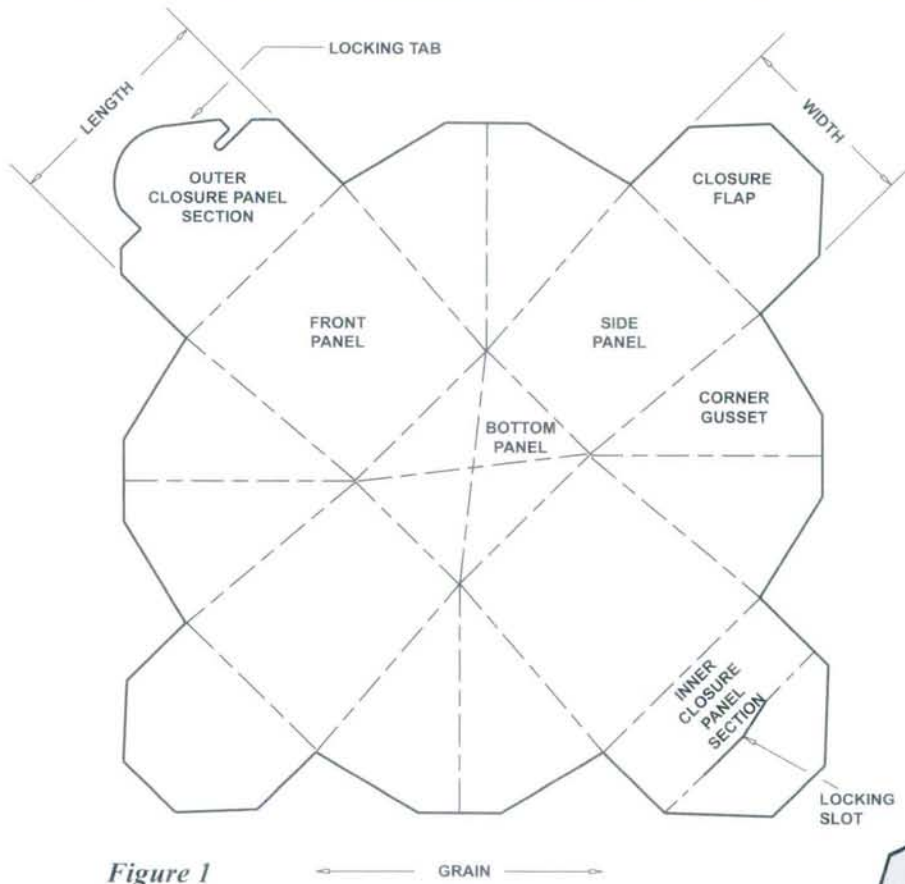 LENGTH
LOCKING TAB
WIDTH
OUTER
CLOSURE PANEL
SECTION
CLOSURE
FLAP
FRONT
PANEL
SIDE
PANEL
CORNER
GUSSET
BOTTOM
PANEL
INNER
CLOSURE
PANEL
SECTION
LOCKING
SLOT
Figure 1
GRAIN